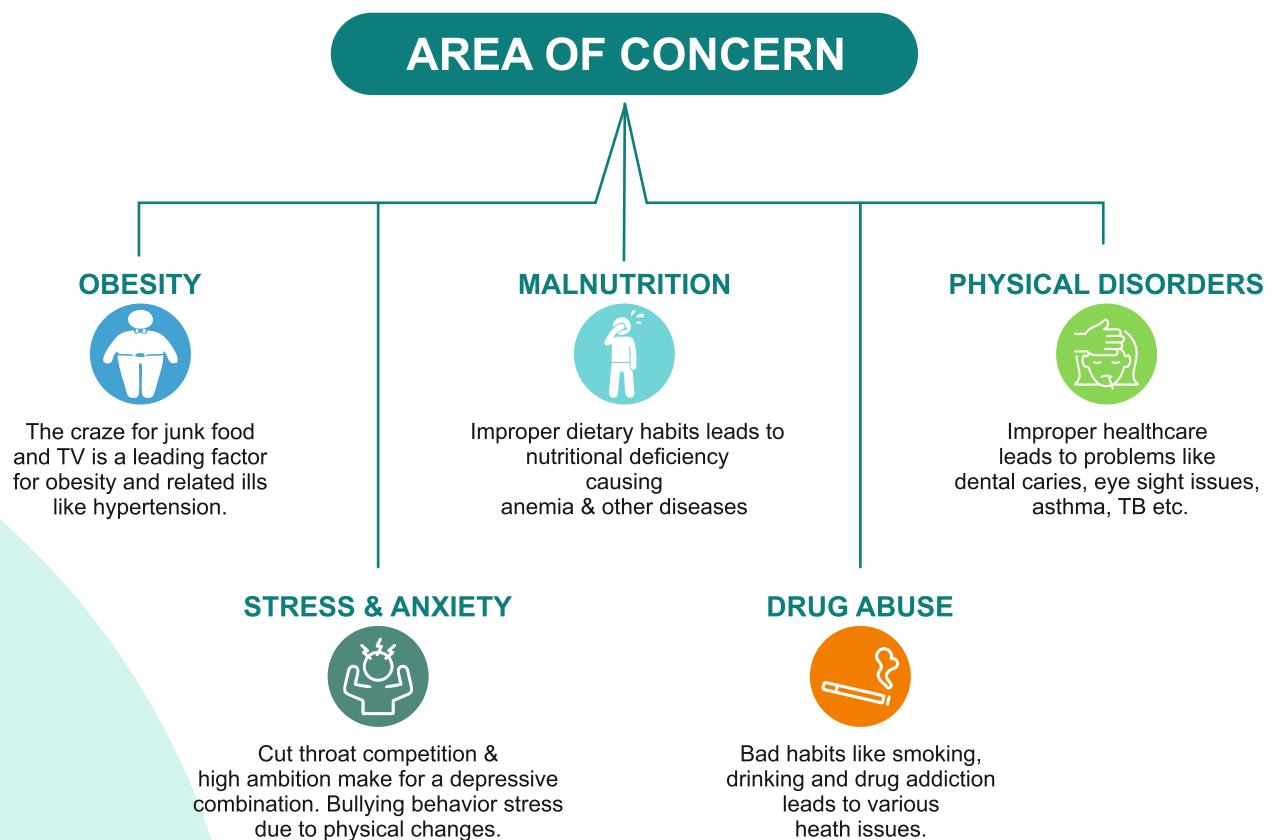 AREA OF CONCERN
OBESITY
The craze for junk food
and TV is a leading factor
for obesity and related ills
like hypertension.
MALNUTRITION
Improper dietary habits leads to
nutritional deficiency
causing
anemia & other diseases
PHYSICAL DISORDERS
Improper healthcare
leads to problems like
dental caries, eye sight issues,
asthma, TB etc.
STRESS & ANXIETY
Cut throat competition &
high ambition make for a depressive
combination. Bullying behavior stress
due to physical changes.
DRUG ABUSE
Bad habits like smoking,
drinking and drug addiction
leads to various
heath issues.